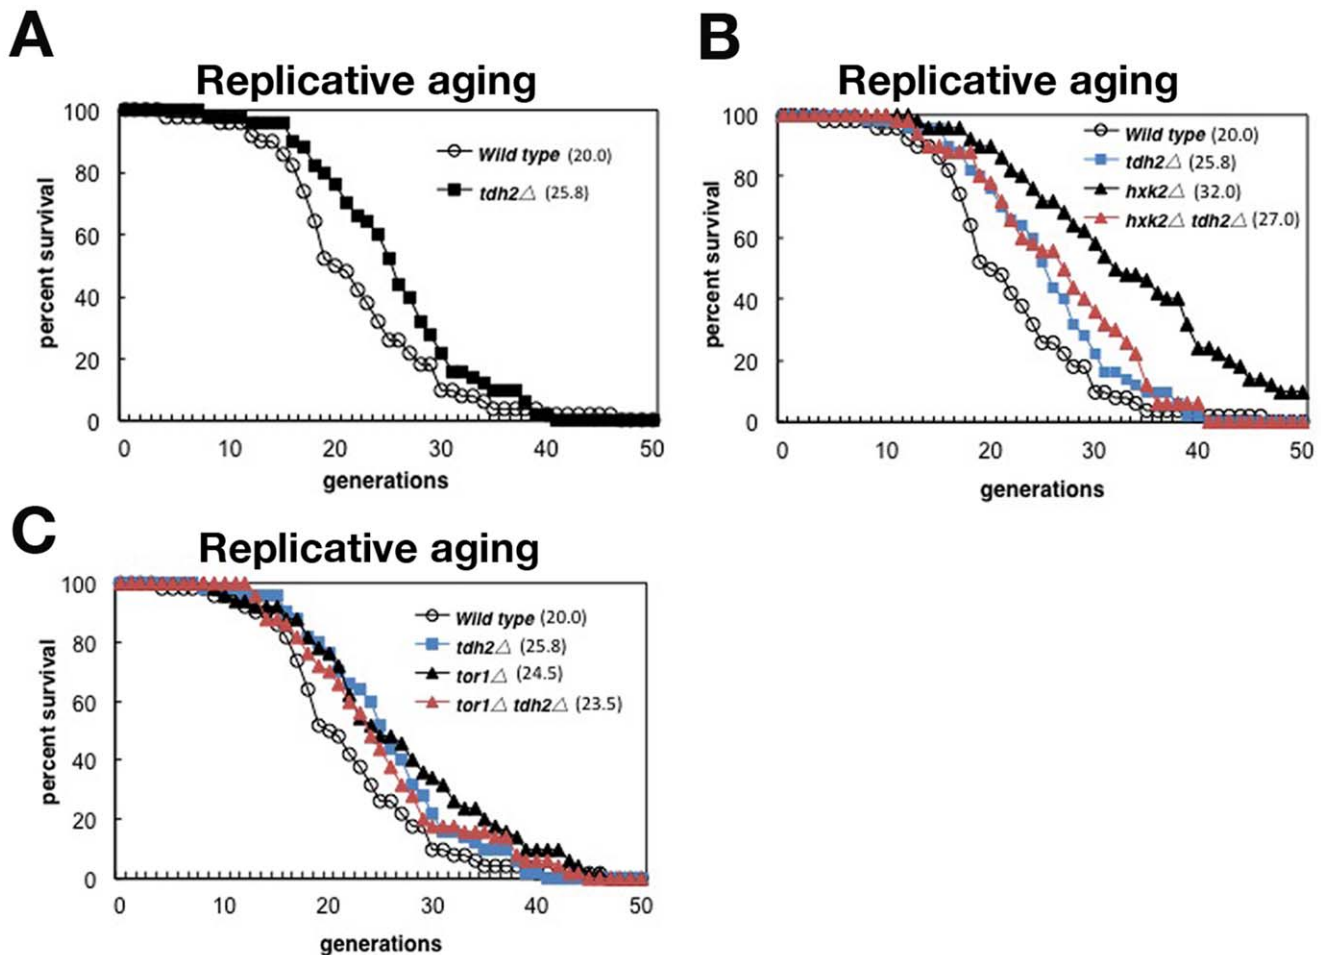 A
Replicative aging
100
80
60
40
20
0
percent survival
Wild type (20.0)
tdh2△ (25.8)
0 10 20 30 40 50
generations
B
Replicative aging
100
80
60
40
20
0
percent survival
Wild type (20.0)
tdh2△ (25.8)
hxk2△ (32.0)
hxk2△ tdh2△ (27.0)
0 10 20 30 40 50
generations
C
Replicative aging
100
80
60
40
20
0
percent survival
Wild type (20.0)
tdh2△ (25.8)
tor1△ (24.5)
tor1△ tdh2△ (23.5)
0 10 20 30 40 50
generations